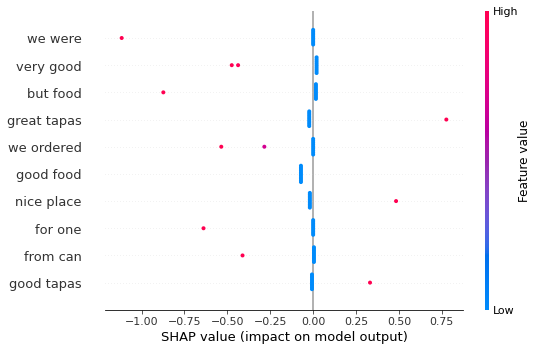 High
we were
very good
but food
great tapas
we ordered
good food
nice place
for one
from can
good tapas
Feature value
Low
−1.00 −0.75 −0.50 −0.25 0.00 0.25 0.50 0.75
SHAP value (impact on model output)